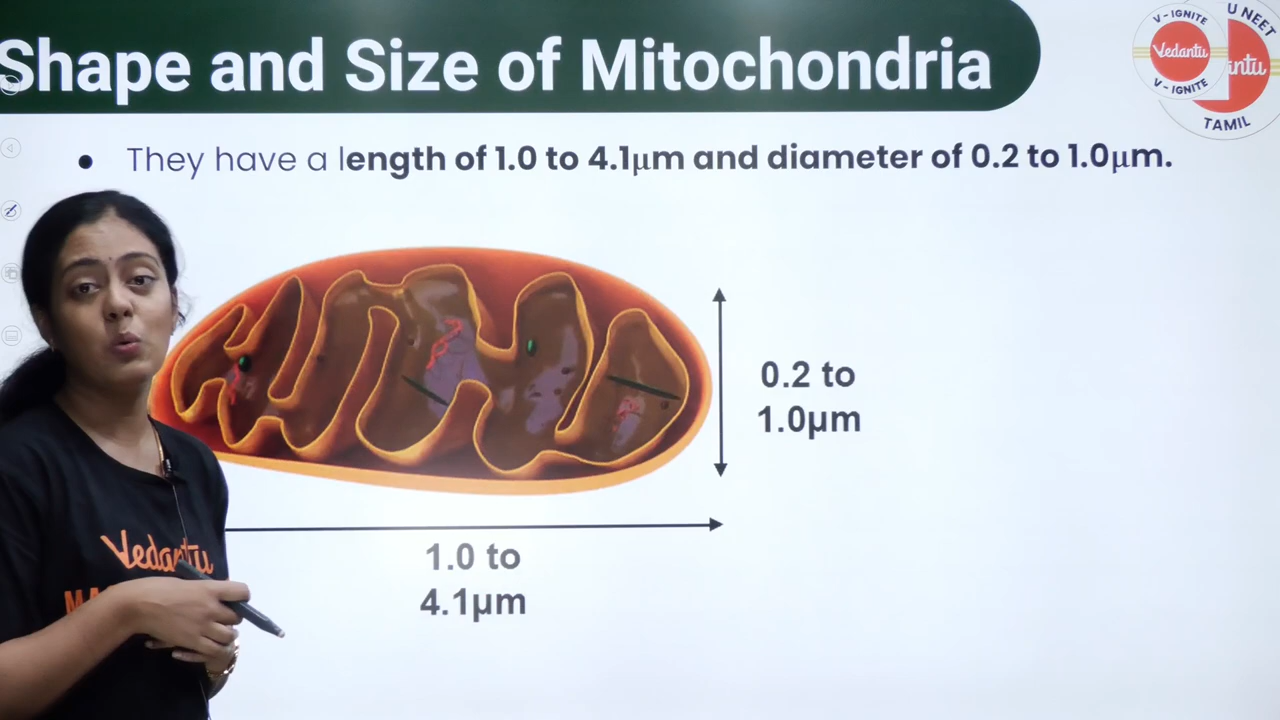 Shape and Size of Mitochondria
V - IGNITE
Vedantu
V - IGNITE
U NEET
antu
TAMIL
They have a length of 1.0 to 4.1μm and diameter of 0.2 to 1.0μm.
0.2 to
1.0μm
1.0 to
4.1μm
Vedantu